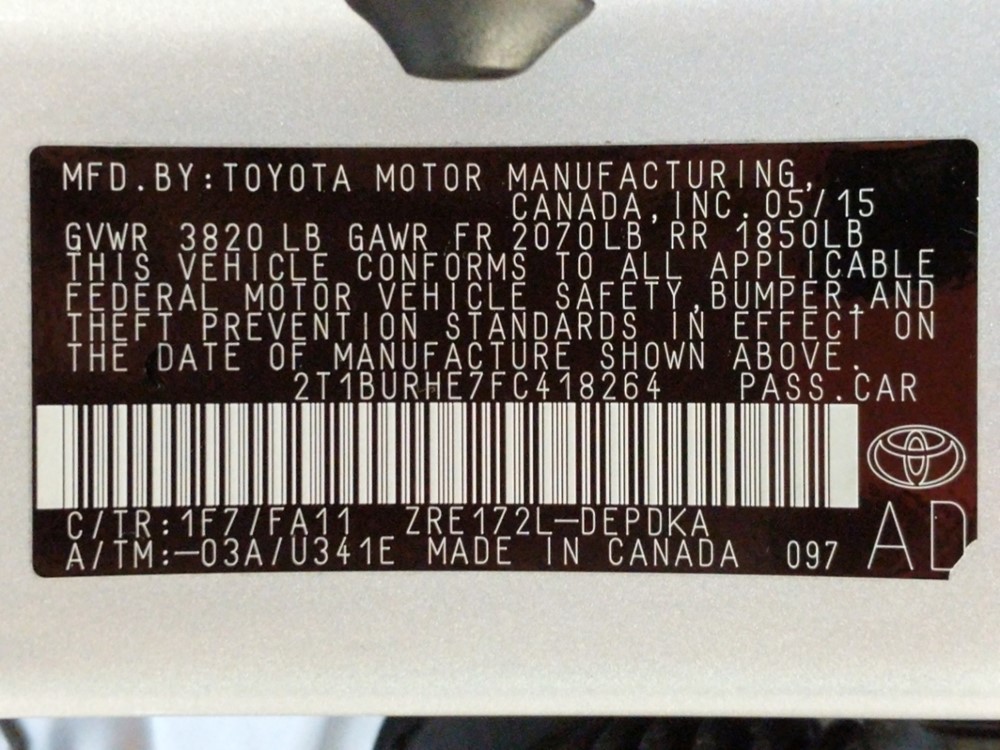 MFD.BY:TOYOTA MOTOR MANUFACTURING,
CANADA,INC.05/15
GVWR 3820 LB GAWR FR 2070LB RR 1850LB
THIS VEHICLE CONFORMS TO ALL APPLICABLE
FEDERAL MOTOR VEHICLE SAFETY,BUMPER,AND
THEFT PREVENTION STANDARDS IN EFFECT ON
THE DATE OF MANUFACTURE SHOWN ABOVE.
2T1BURHE7FC418264 PASS.CAR
C/TR:1F7/FA11 ZRE172L-DEPDKA
A/TM:-03A/U341E MADE IN CANADA 097
AD